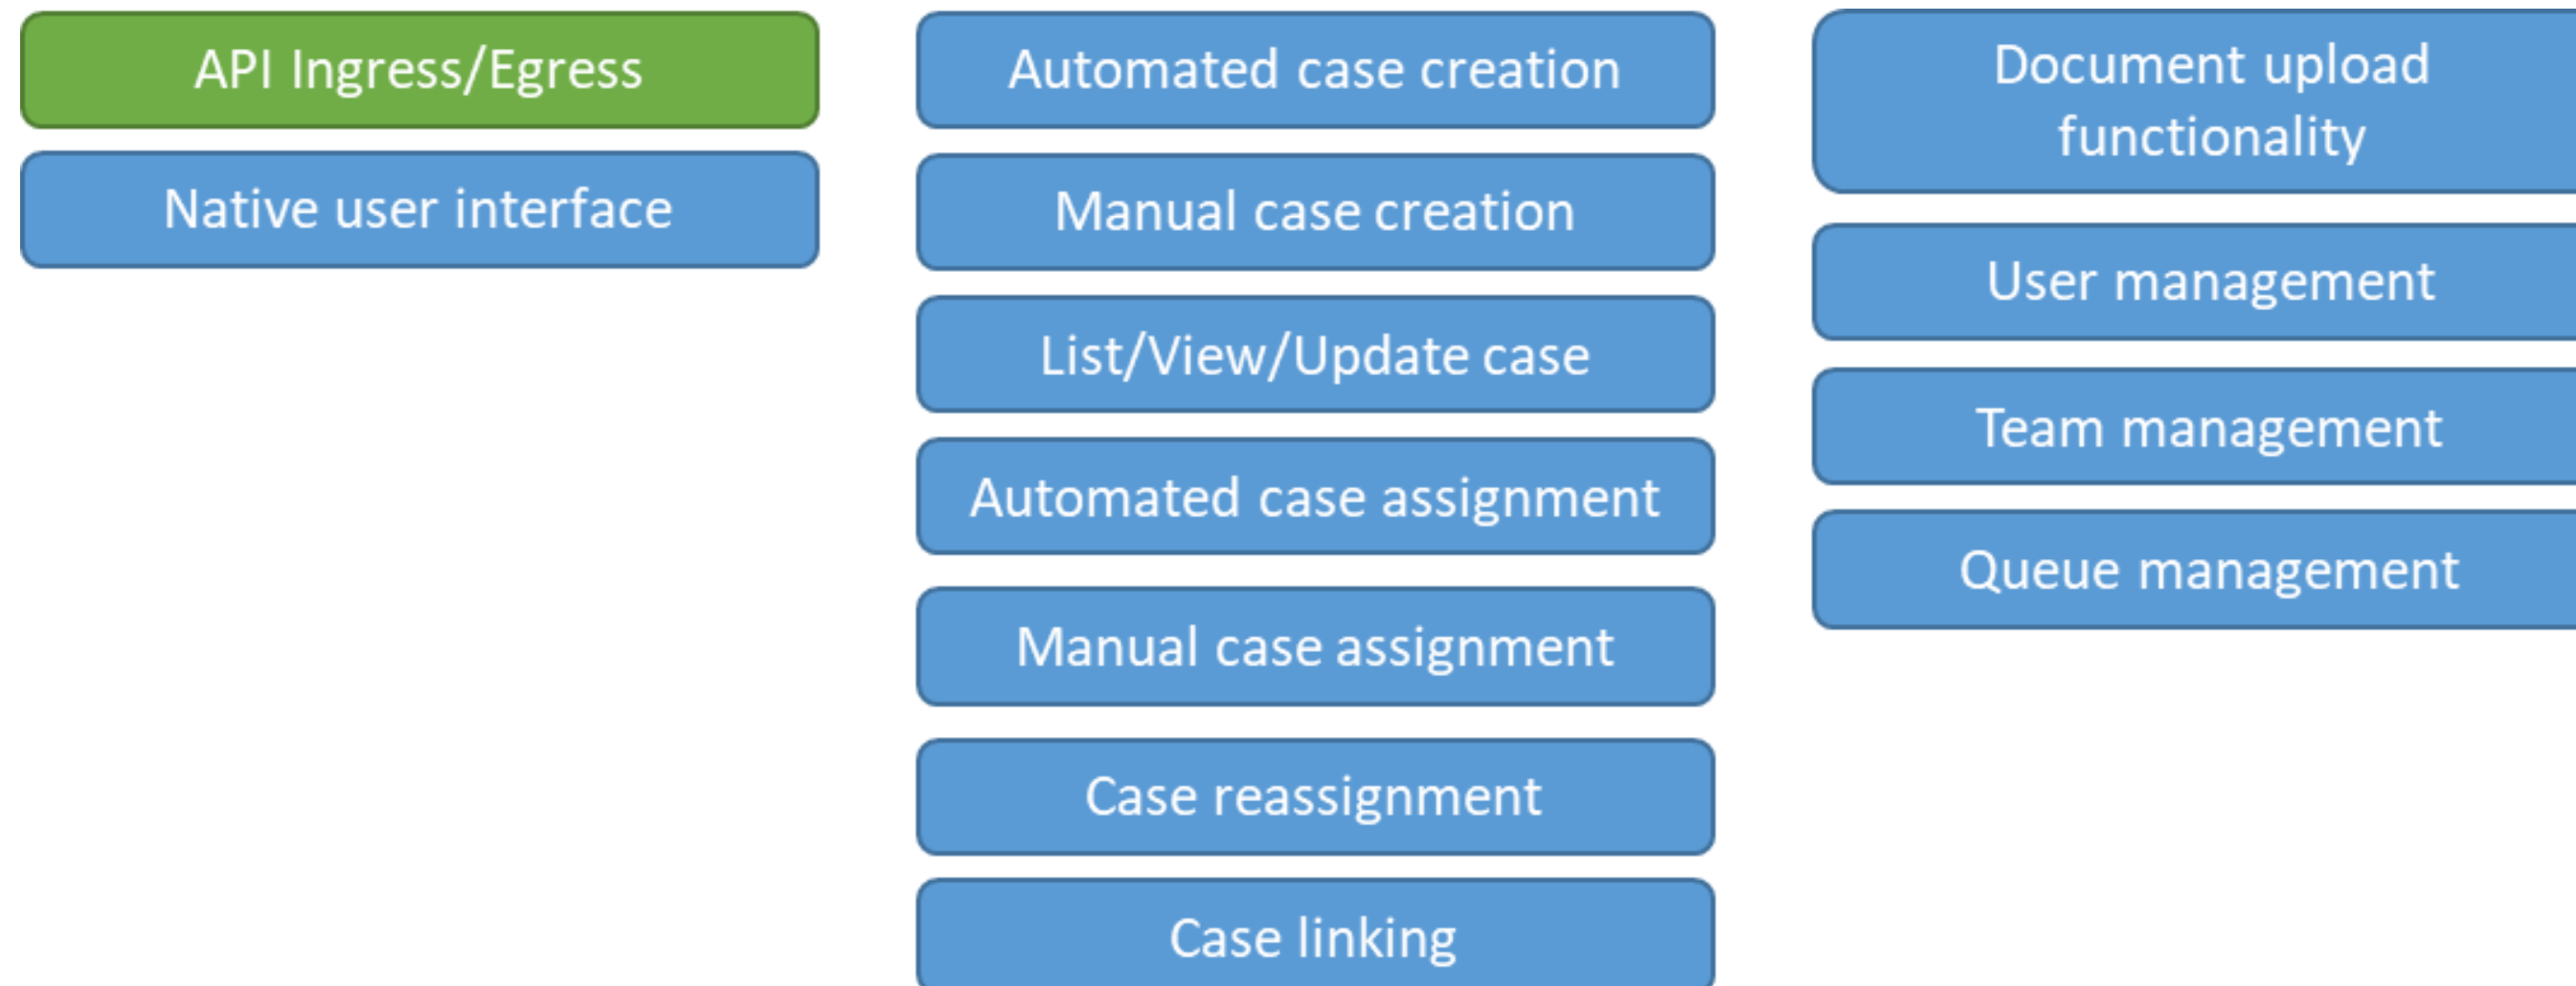 API Ingress/Egress
Native user interface
Automated case creation
Manual case creation
List/View/Update case
Automated case assignment
Manual case assignment
Case reassignment
Case linking
Document upload
functionality
User management
Team management
Queue management